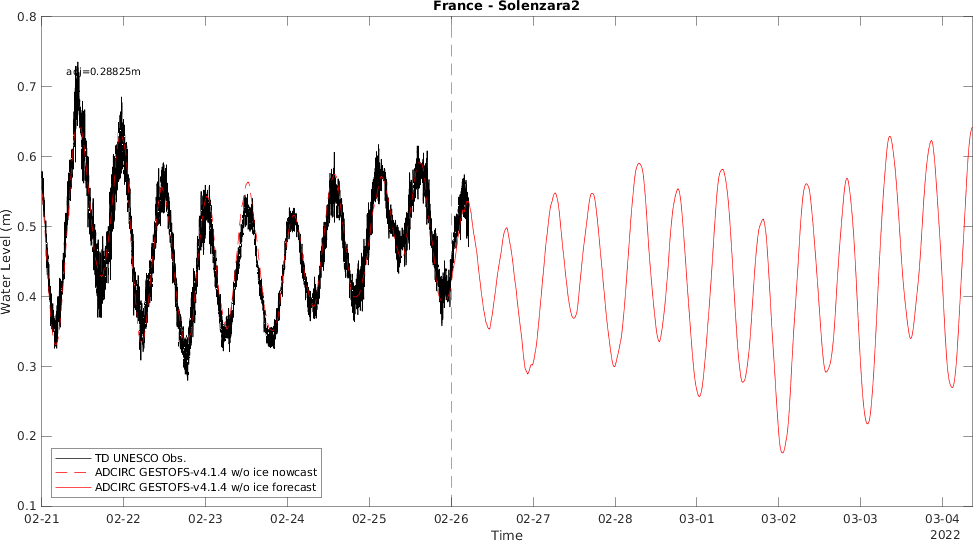 France - Solenzara2
0.8
0.7
0.6
0.5
0.4
0.3
0.2
0.1
Water Level (m)
adj=0.28825m
TD UNESCO Obs.
ADCIRC GESTOFS-v4.1.4 w/o ice nowcast
ADCIRC GESTOFS-v4.1.4 w/o ice forecast
02-21 02-22 02-23 02-24 02-25 02-26 02-27 02-28 03-01 03-02 03-03 03-04
2022
Time